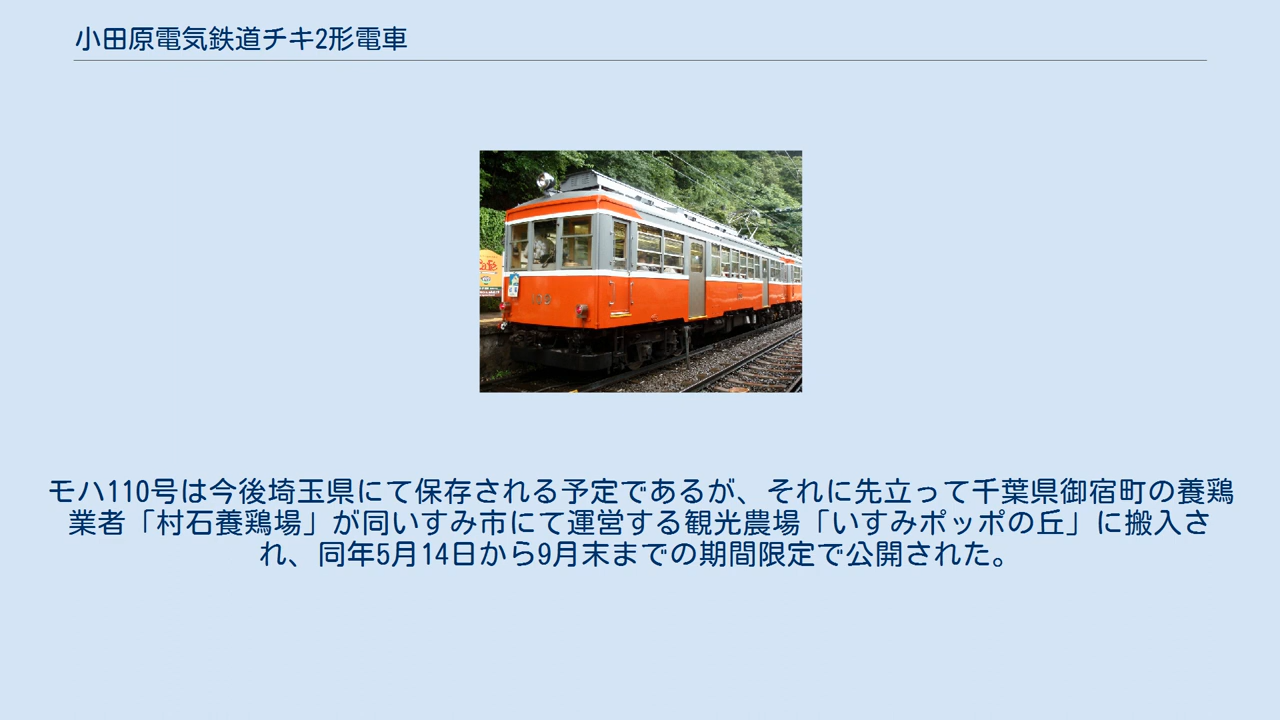 小田原電気鉄道チキ2形電車
モハ110号は今後埼玉県にて保存される予定であるが、それに先立って千葉県御宿町の養鶏
業者「村石養鶏場」が同いすみ市にて運営する観光農場「いすみポッポの丘」に搬入さ
れ、同年5月14日から9月末までの期間限定で公開された。